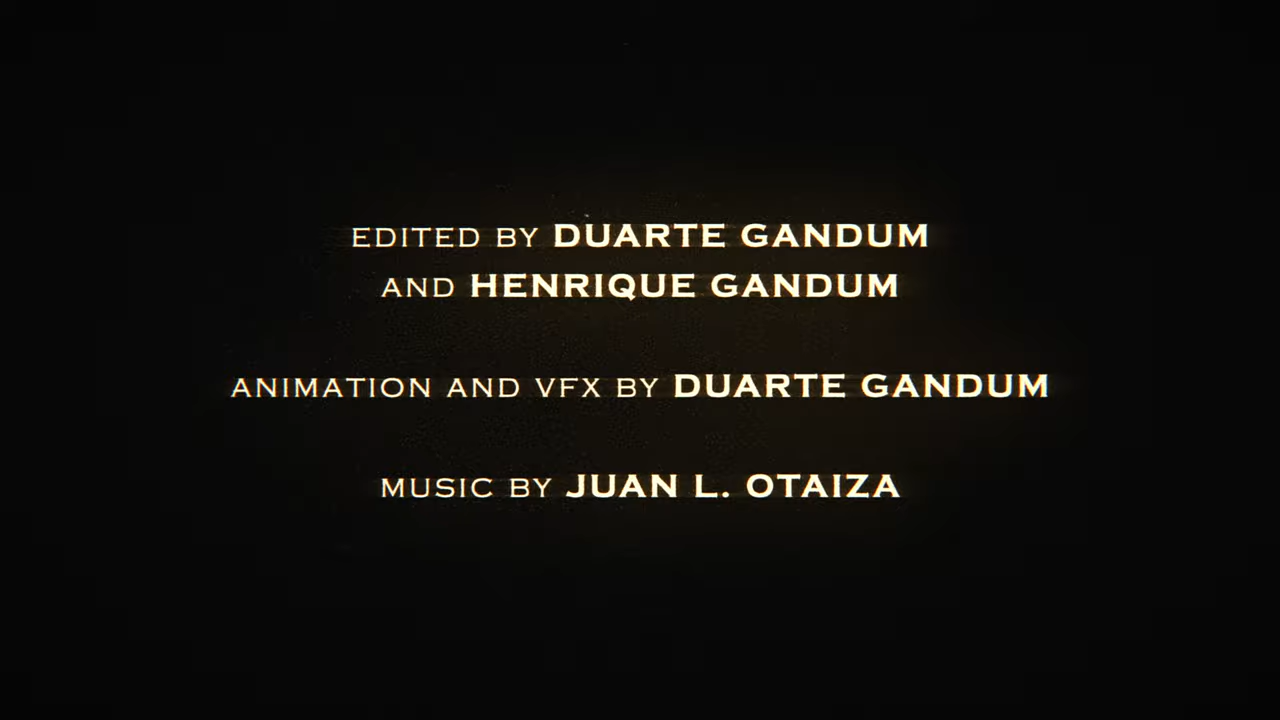 EDITED BY DUARTE GANDUM
AND HENRIQUE GANDUM
ANIMATION AND VFX BY DUARTE GANDUM
MUSIC BY JUAN L. OTAIZA